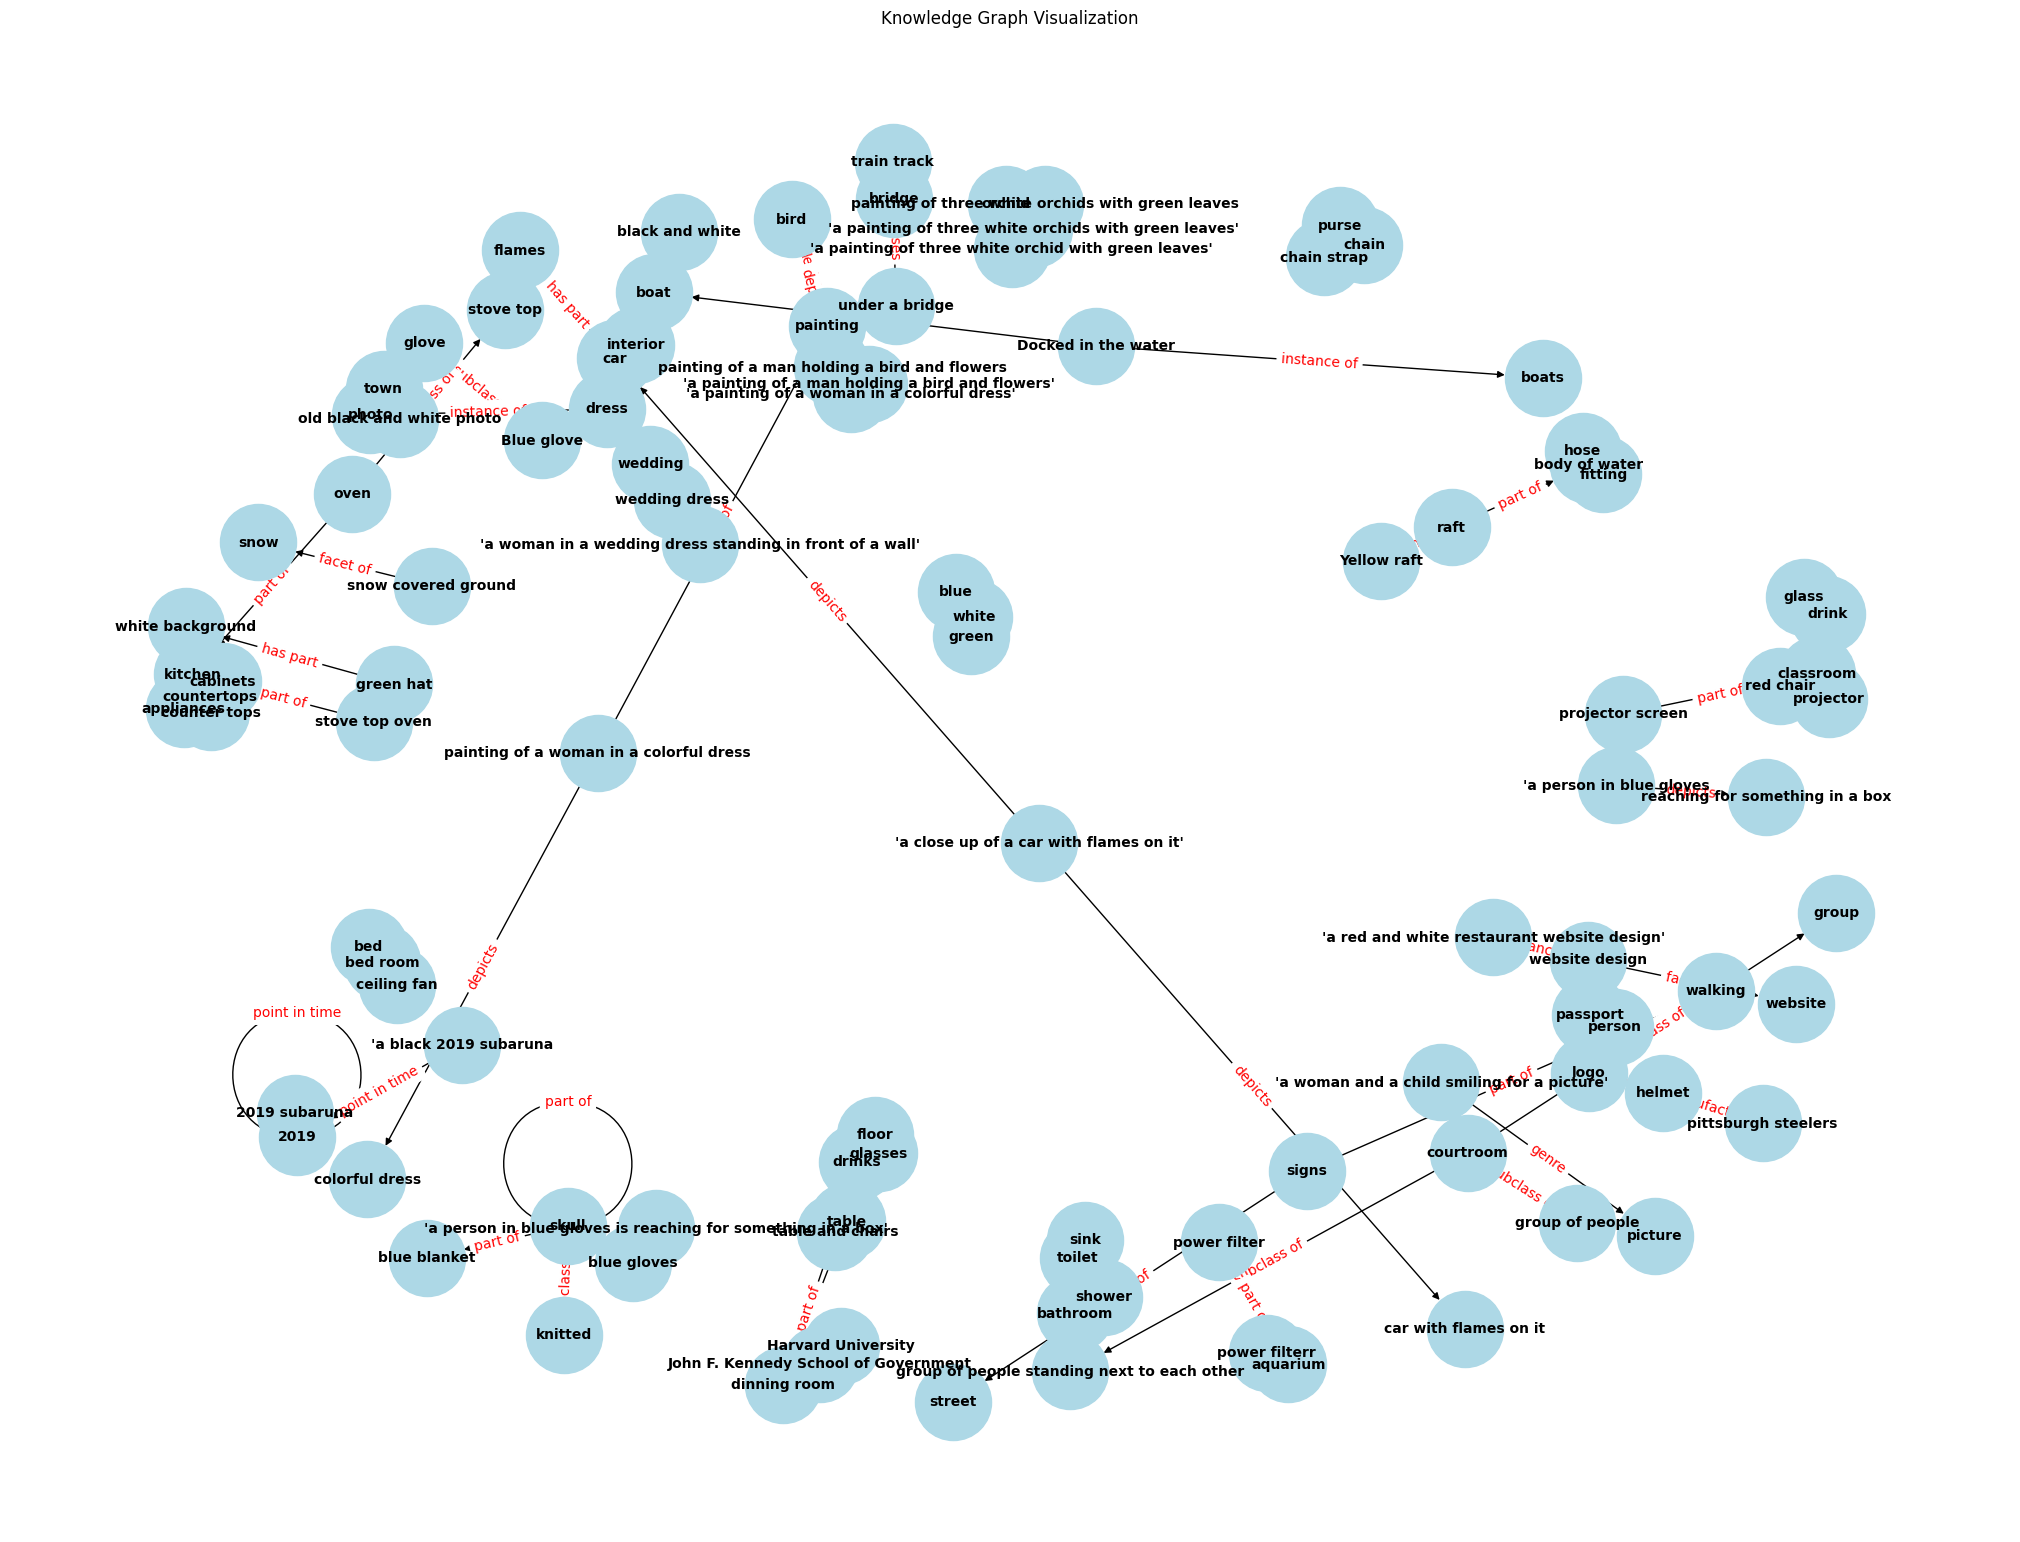 Knowledge Graph Visualization
train track
bridge
bird
painting of three white orchids with green leaves
orchid
'a painting of three white orchids with green leaves'
'a painting of three white orchid with green leaves'
purse
chain
chain strap
black and white
flames
has part
boat
stove top
under a bridge
painting
interior
car
glove
Docked in the water
instance of
boats
painting of a man holding a bird and flowers
'a painting of a man holding a bird and flowers'
'a painting of a woman in a colorful dress'
town
photo
old black and white photo
instance of
dress
Blue glove
wedding
wedding dress
hose
body of water
fitting
part of
raft
Yellow raft
oven
snow
facet of
snow covered ground
'a woman in a wedding dress standing in front of a wall'
of
part of
depicts
blue
white
green
glass
drink
white background
has part
green hat
kitchen
cabinets
countertops
appliances
counter tops
part of
stove top oven
classroom
red chair
projector
part of
projector screen
painting of a woman in a colorful dress
'a person in blue gloves
depicts
reaching for something in a box
'a close up of a car with flames on it'
group
'a red and white restaurant website design'
website design
walking
website
bed
bed room
ceiling fan
depicts
point in time
passport
person
'a black 2019 subaruna
point in time
2019 subaruna
2019
logo
part of
'a woman and a child smiling for a picture'
helmet
pittsburgh steelers
depicts
part of
colorful dress
floor
glasses
drinks
signs
courtroom
genre
group of people
picture
skull
'a person in blue gloves is reaching for something in a box'
part of
blue blanket
blue gloves
table
table and chairs
sink
toilet
power filter
shower
bathroom
of
part of
knitted
Harvard University
John F. Kennedy School of Government
dinning room
group of people standing next to each other
street
power filterr
aquarium
car with flames on it